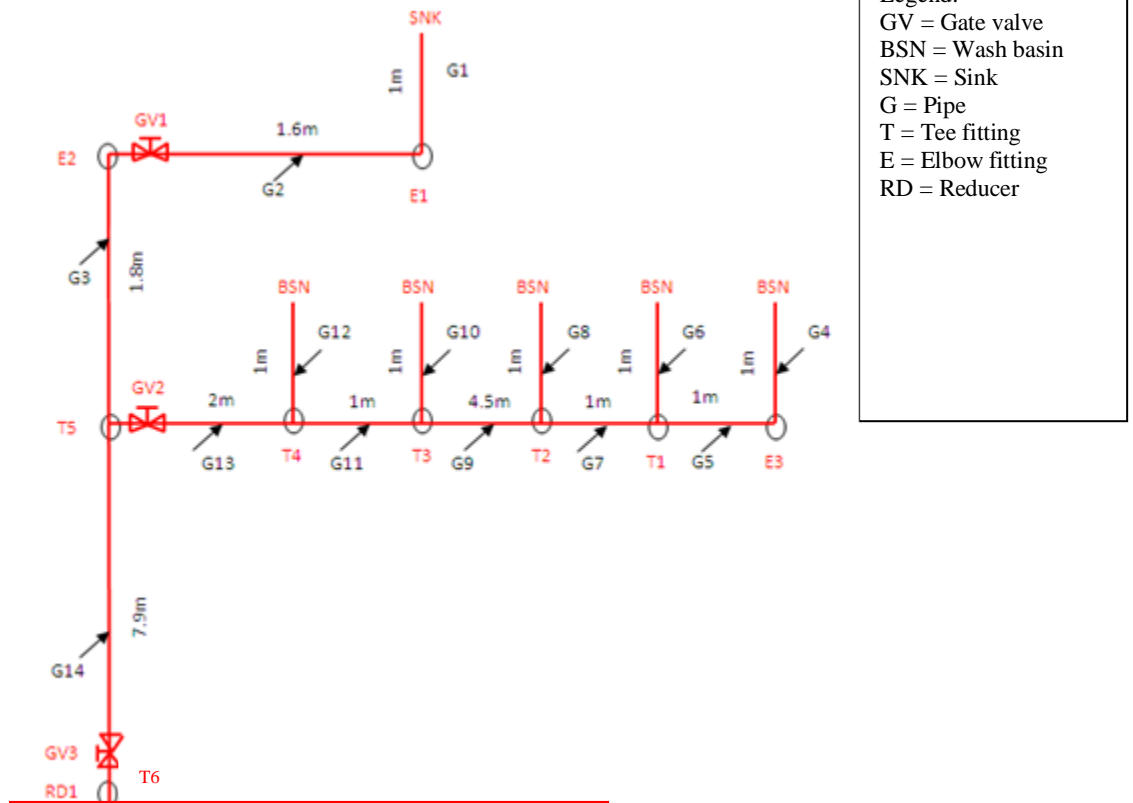 Legend:
GV = Gate valve
BSN = Wash basin
SNK = Sink
G = Pipe
T = Tee fitting
E = Elbow fitting
RD = Reducer
SNK
1m
G1
GV1
1.6m
E2
G2
E1
G3
1.8m
BSN
BSN
BSN
BSN
BSN
G12
G10
G8
G6
G4
1m
1m
1m
1m
1m
GV2
2m
1m
4.5m
1m
1m
T5
T4
T3
T2
T1
E3
G13
G11
G9
G7
G5
7.9m
G14
GV3
T6
RD1